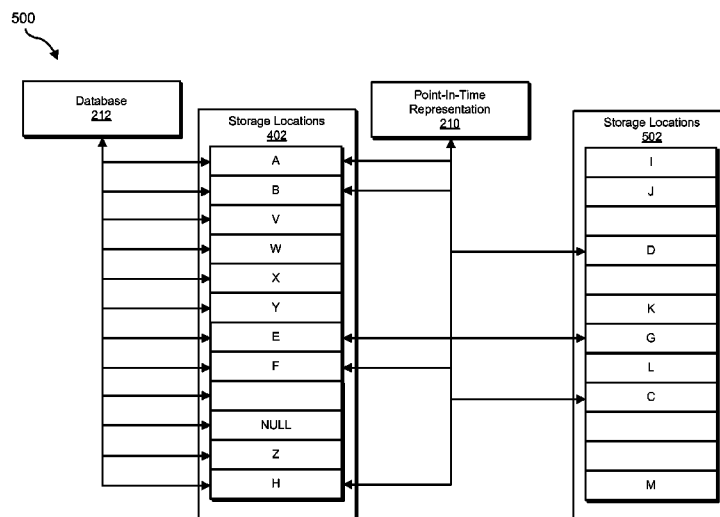 500
Database
212
Point-In-Time
Representation
210
Storage Locations
402
A
B
V
W
X
Y
E
F
NULL
Z
H
Storage Locations
502
I
J
D
K
G
L
C
M